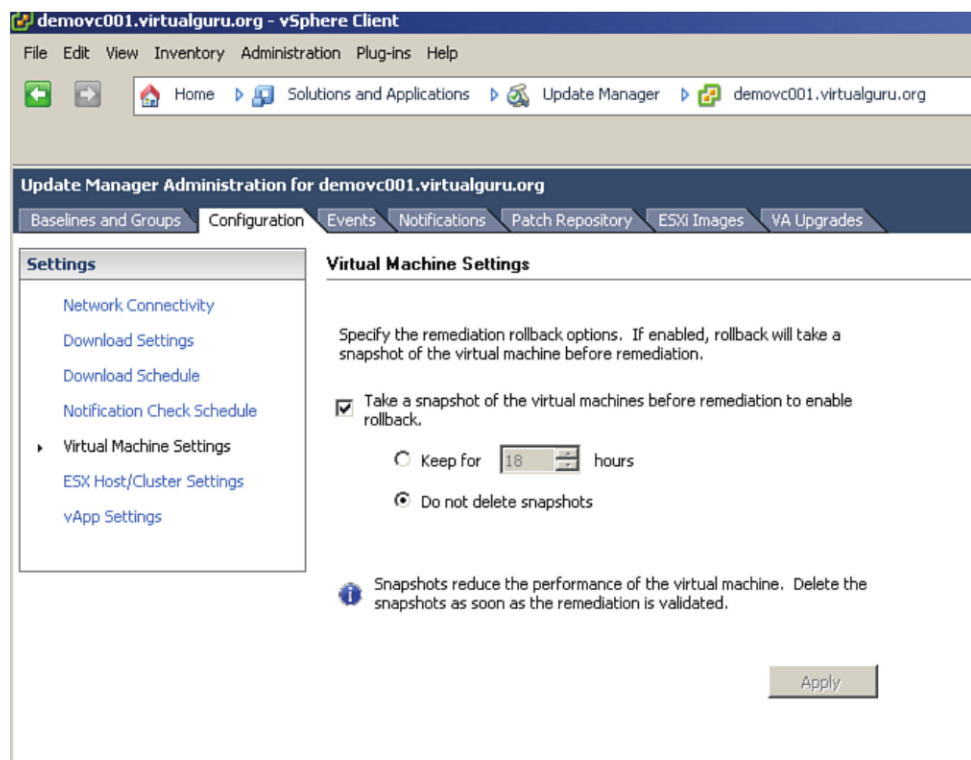 demovc001.virtualguru.org - vSphere Client
File Edit View Inventory Administration Plug-ins Help
Home Solutions and Applications Update Manager demovc001.virtualguru.org
Update Manager Administration for demovc001.virtualguru.org
Baselines and Groups Configuration Events Notifications Patch Repository ESXi Images VA Upgrades
Settings
Network Connectivity
Download Settings
Download Schedule
Notification Check Schedule
Virtual Machine Settings
ESX Host/Cluster Settings
vApp Settings
Virtual Machine Settings
Specify the remediation rollback options. If enabled, rollback will take a
snapshot of the virtual machine before remediation.
Take a snapshot of the virtual machines before remediation to enable
rollback.
Keep for 18 hours
Do not delete snapshots
Snapshots reduce the performance of the virtual machine. Delete the
snapshots as soon as the remediation is validated.
Apply